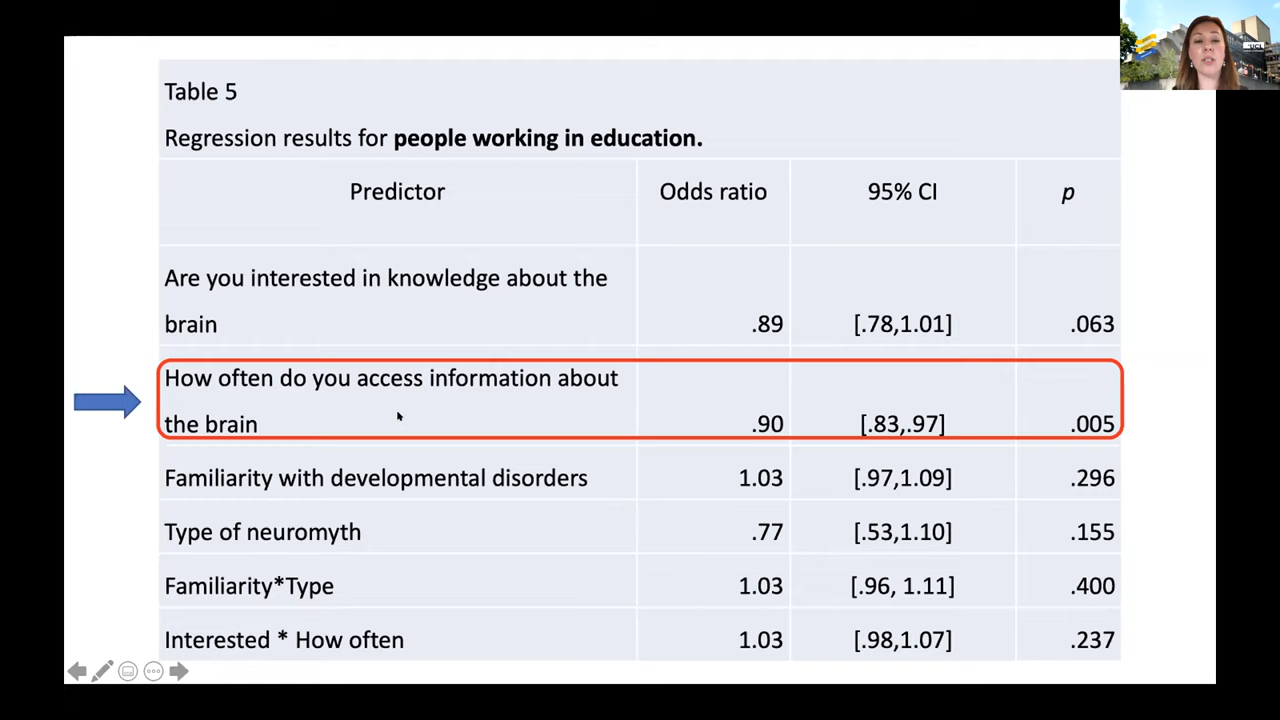 UCL
Table 5
Regression results for people working in education.
Predictor Odds ratio 95% CI p
Are you interested in knowledge about the
brain .89 [.78,1.01] .063
How often do you access information about
the brain .90 [.83,.97] .005
Familiarity with developmental disorders 1.03 [.97,1.09] .296
Type of neuromyth .77 [.53,1.10] .155
Familiarity*Type 1.03 [.96, 1.11] .400
Interested * How often 1.03 [.98,1.07] .237